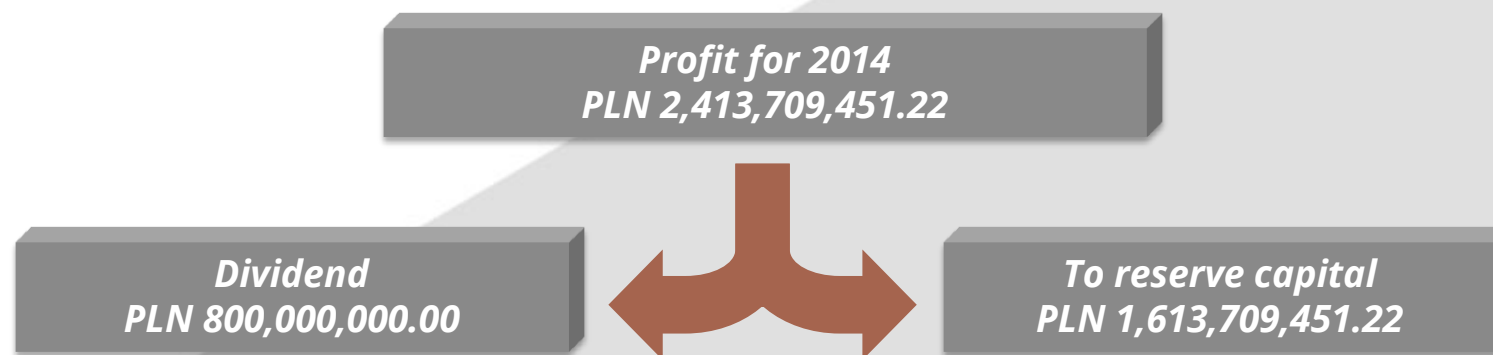 Profit for 2014
PLN 2,413,709,451.22
Dividend
PLN 800,000,000.00
To reserve capital
PLN 1,613,709,451.22